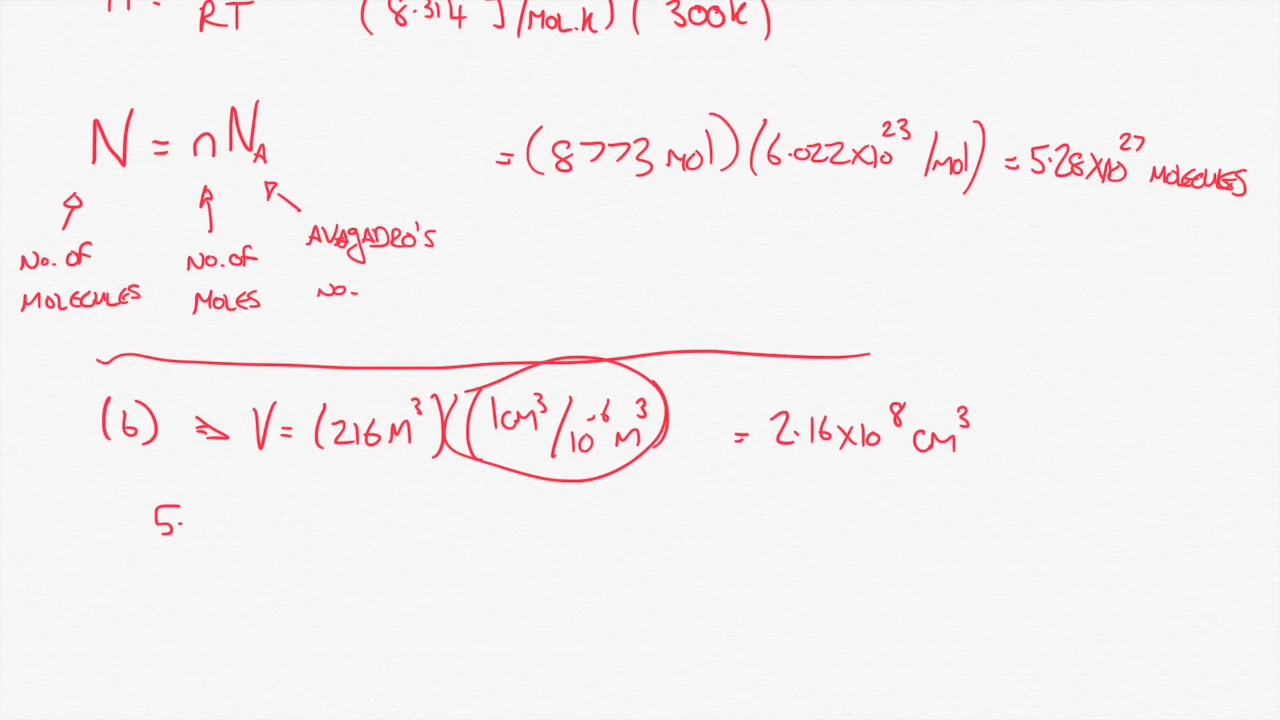 RT (8.314 J/MOL.K) ( 300K )
N = nN_A = (8773 mol)(6.022×10^23 /mol) = 5.28×10^27 MOLECULES
No. of MOLECULES
No. of MOLES
AVAGADRO'S No.
(b) ⇒ V = (216 M^3)(1cm^3/10^-6 M^3) = 2.16×10^8 cm^3
5.